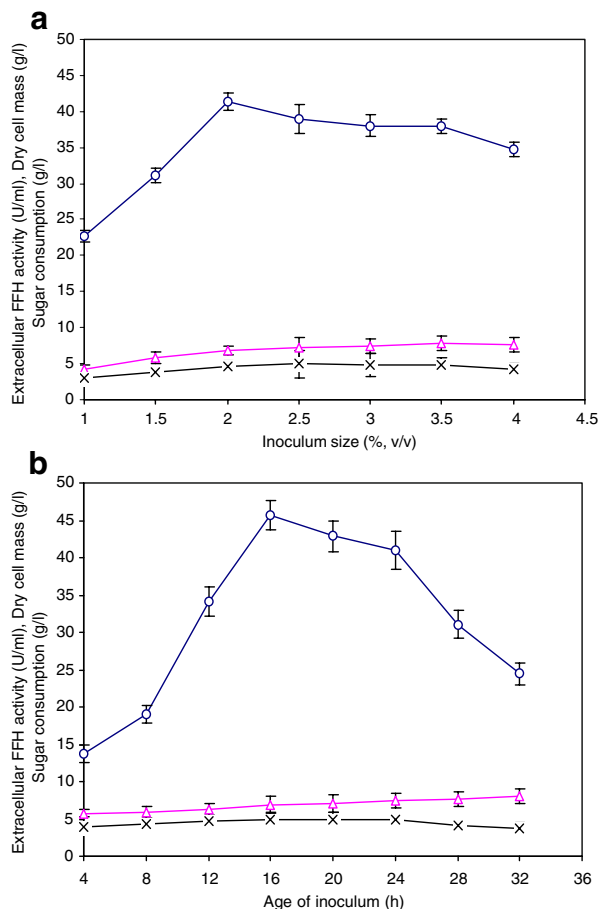 a
Extracellular FFH activity (U/ml), Dry cell mass (g/l)
Sugar consumption (g/l)
50
45
40
35
30
25
20
15
10
5
0
1 1.5 2 2.5 3 3.5 4 4.5
Inoculum size (%, v/v)
b
Extracellular FFH activity (U/ml), Dry cell mass (g/l)
Sugar consumption (g/l)
50
45
40
35
30
25
20
15
10
5
0
4 8 12 16 20 24 28 32 36
Age of inoculum (h)